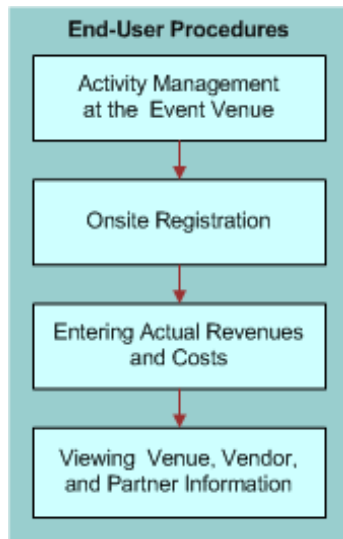 End-User Procedures
Activity Management
at the Event Venue
Onsite Registration
Entering Actual Revenues
and Costs
Viewing Venue, Vendor,
and Partner Information